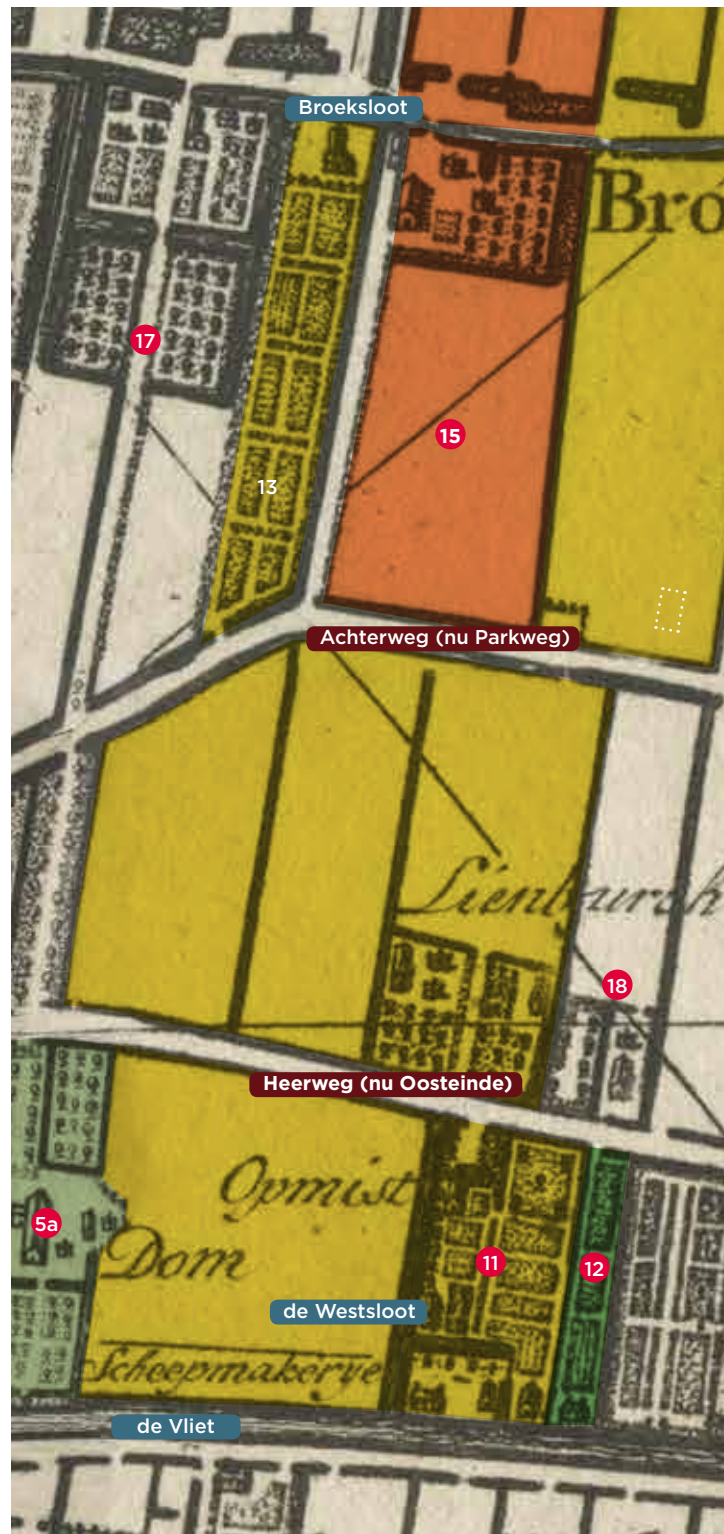 Broeksloot
Bro
17
15
13
Achterweg (nu Parkweg)
Lienburch
18
Heerweg (nu Oosteinde)
Opmist
5a
Dom
11
12
de Westsloot
Scheepmakerye
de Vliet